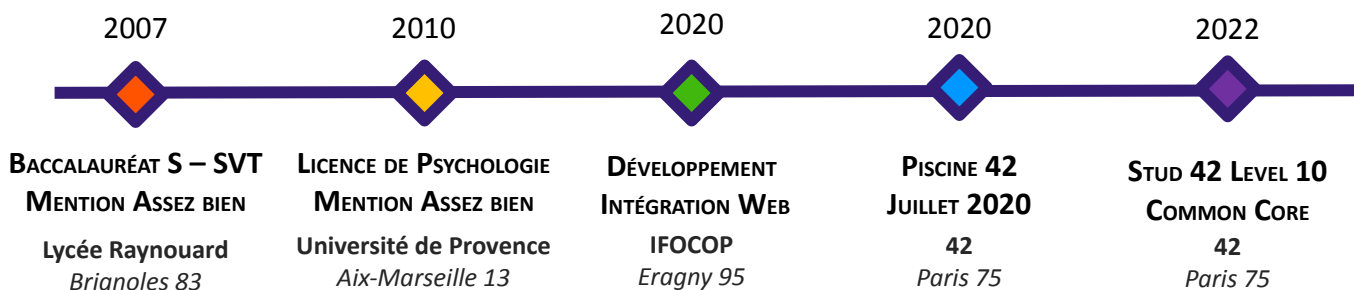 2007
Baccalauréat S – SVT
Mention Assez bien
Lycée Raynouard
Brignoles 83
2010
Licence de Psychologie
Mention Assez bien
Université de Provence
Aix-Marseille 13
2020
Développement
Intégration Web
IFOCOP
Eragny 95
2020
Piscine 42
Juillet 2020
42
Paris 75
2022
Stud 42 Level 10
Common Core
42
Paris 75